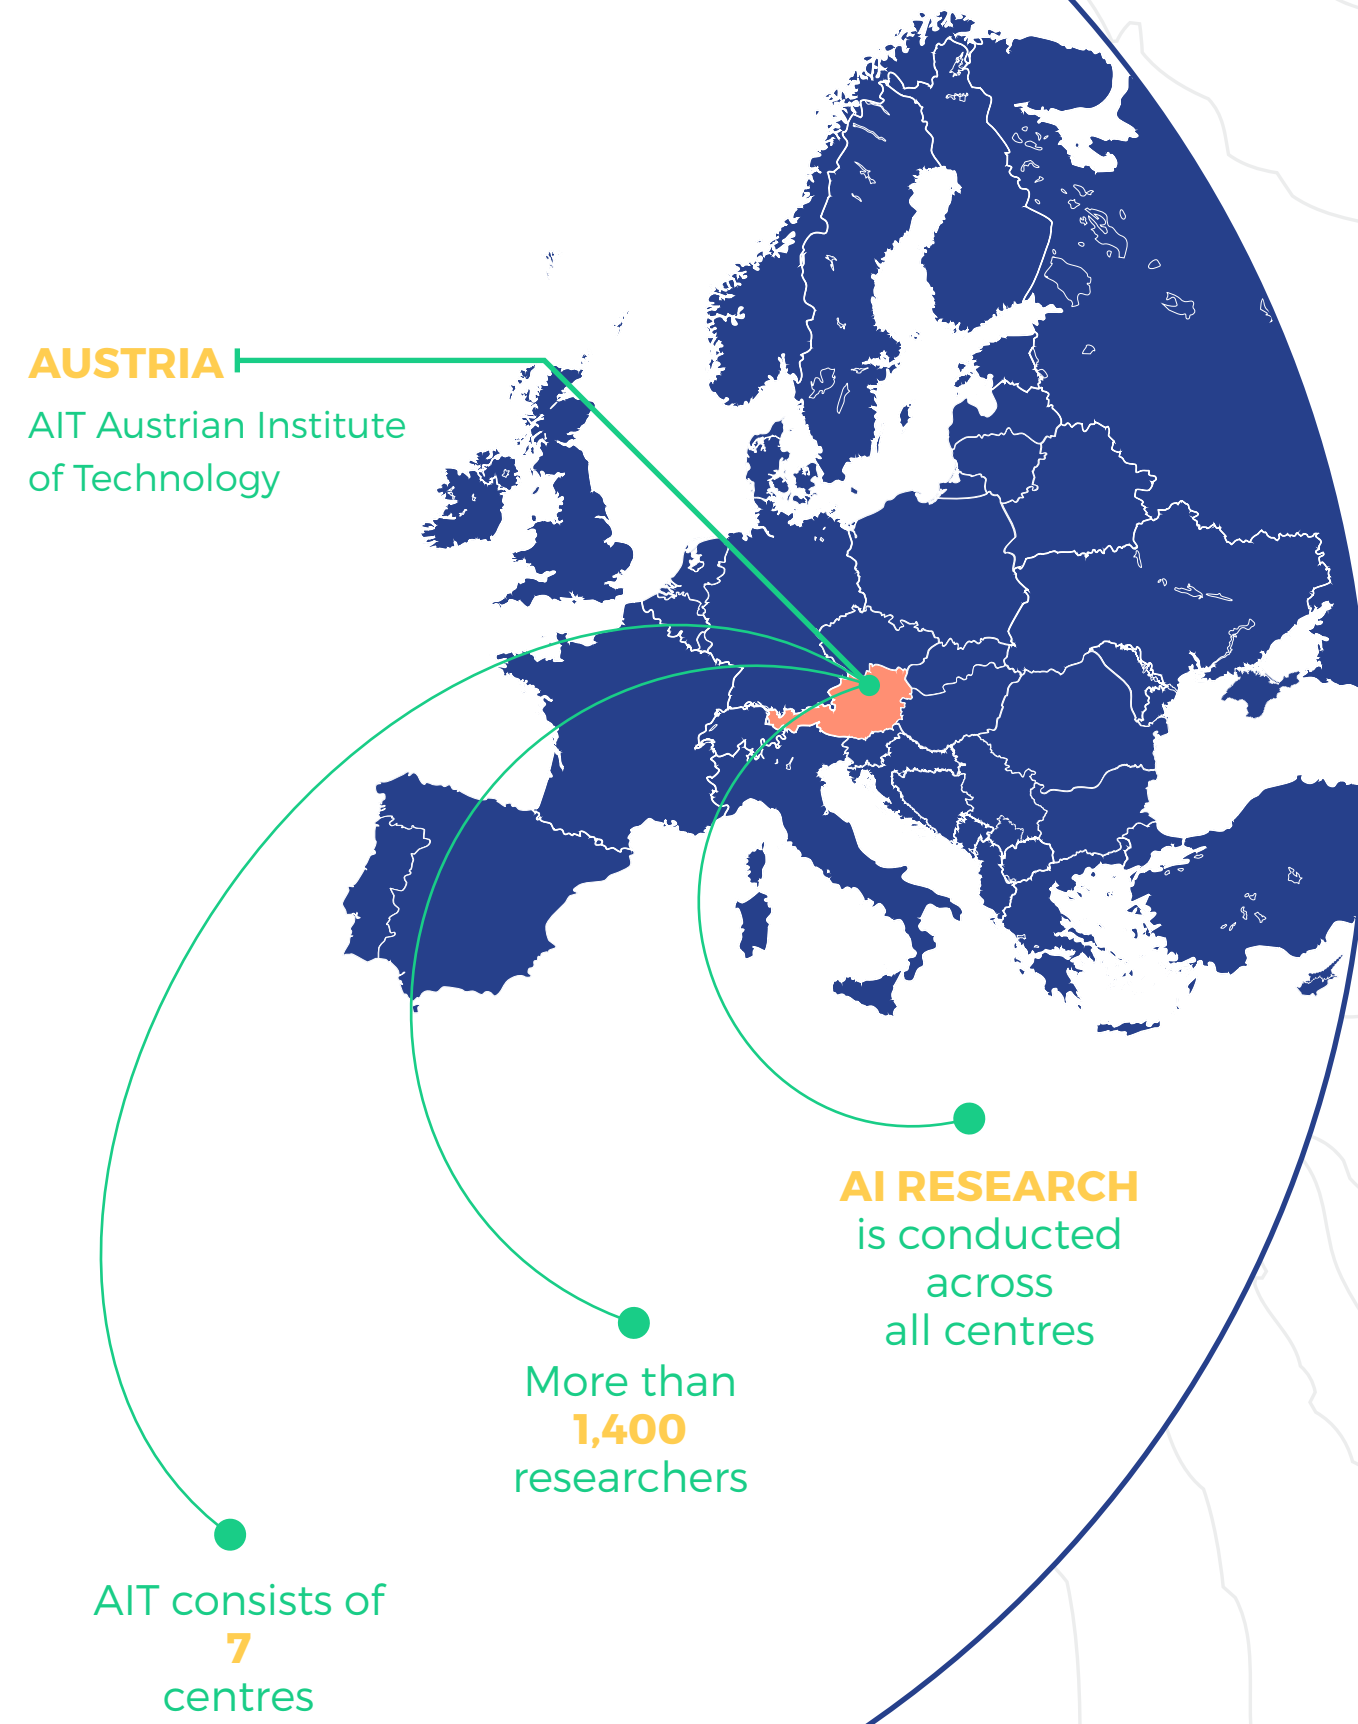 AUSTRIA
AIT Austrian Institute
of Technology
AI RESEARCH
is conducted
across
all centres
More than
1,400
researchers
AIT consists of
7
centres